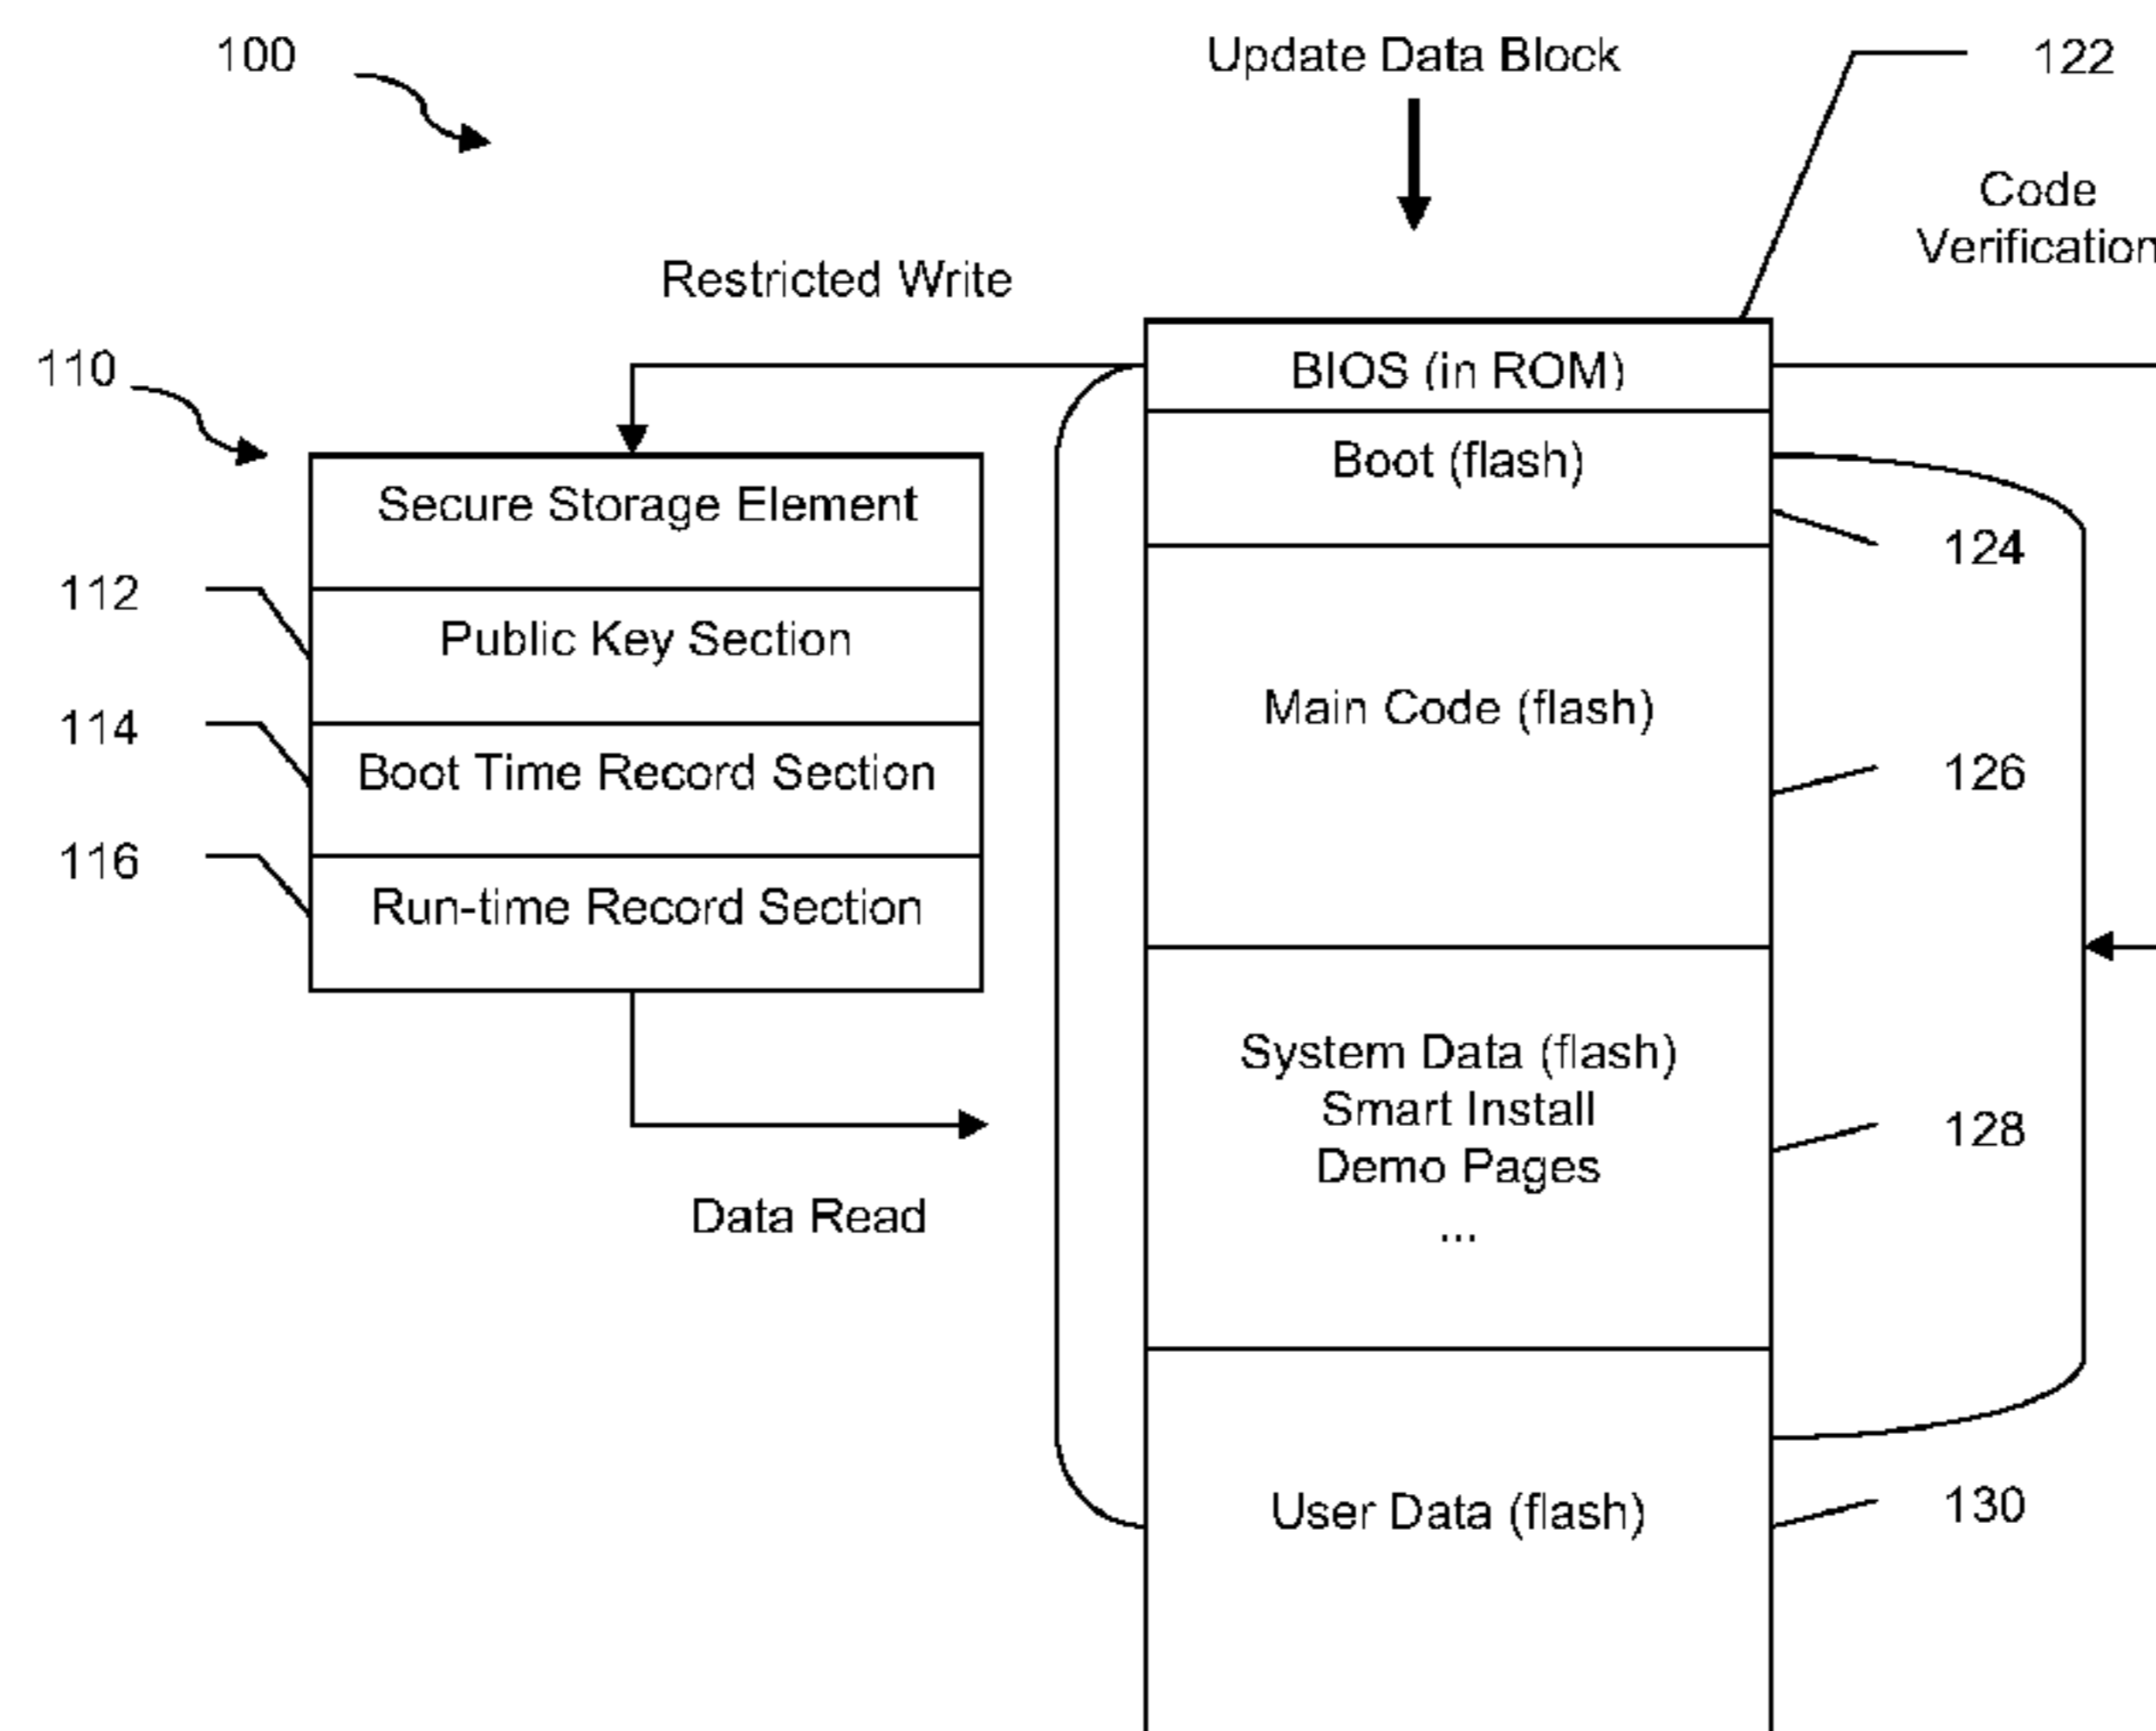 100
Update Data Block
122
Code
Verification
Restricted Write
110
BIOS (in ROM)
Boot (flash)
Secure Storage Element
124
112
Public Key Section
Main Code (flash)
114
Boot Time Record Section
126
116
Run-time Record Section
System Data (flash)
Smart Install
Demo Pages
...
128
Data Read
User Data (flash)
130